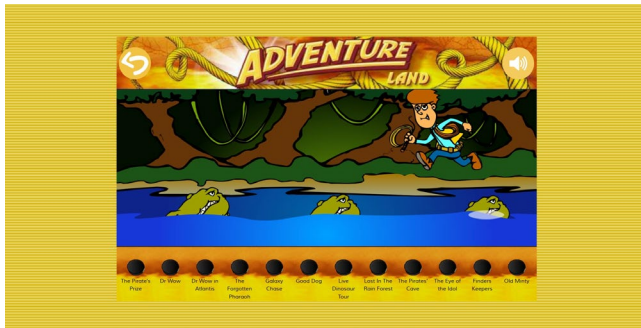 ADVENTURE
LAND
The Pirate's
Prize
Dr Wow
Dr Wow in
Atlantis
The
Forgotten
Pharaoh
Galaxy
Chase
Good Dog
Live
Dinosaur
Tour
Lost In The
Rain Forest
The Pirates
Cave
The Eye of
the Idol
Finders
Keepers
Old Minty